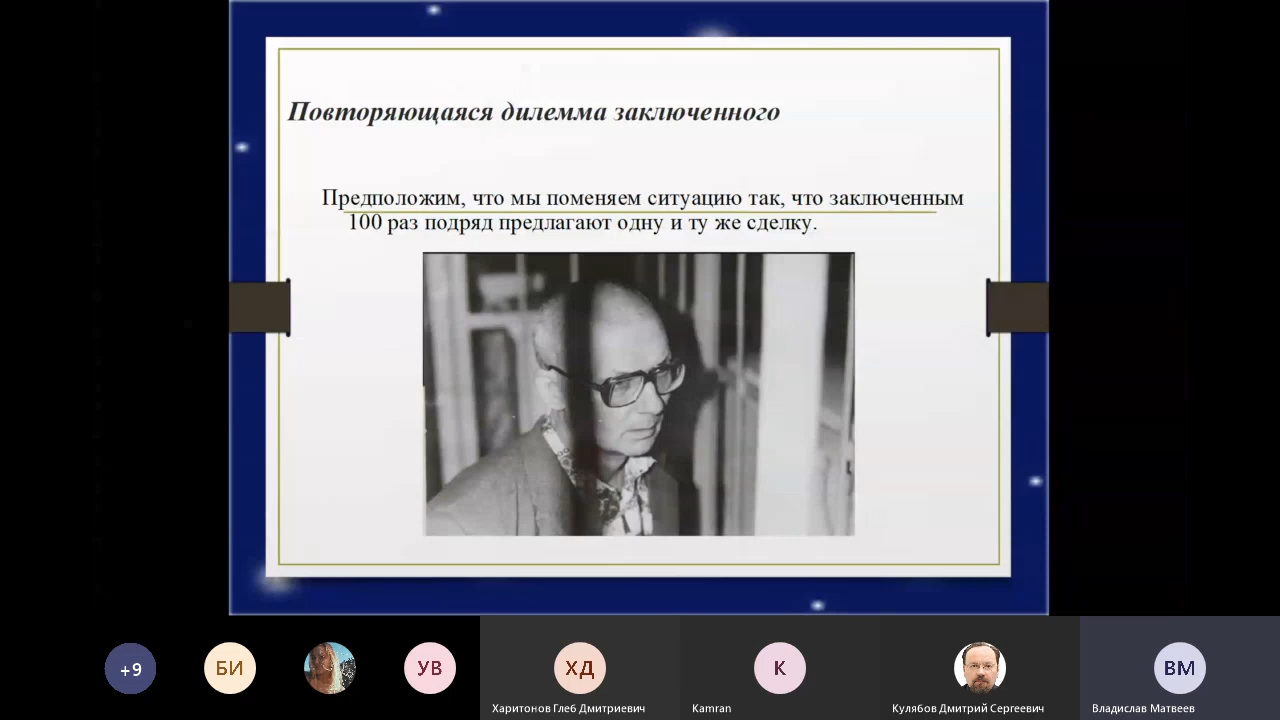 Повторяющаяся дилемма заключенного
Предположим, что мы поменяем ситуацию так, что заключенным
100 раз подряд предлагают одну и ту же сделку.
+9
БИ
УВ
ХД
К
ВМ
Харитонов Глеб Дмитриевич
Kamran
Кулябов Дмитрий Сергеевич
Владислав Матвеев